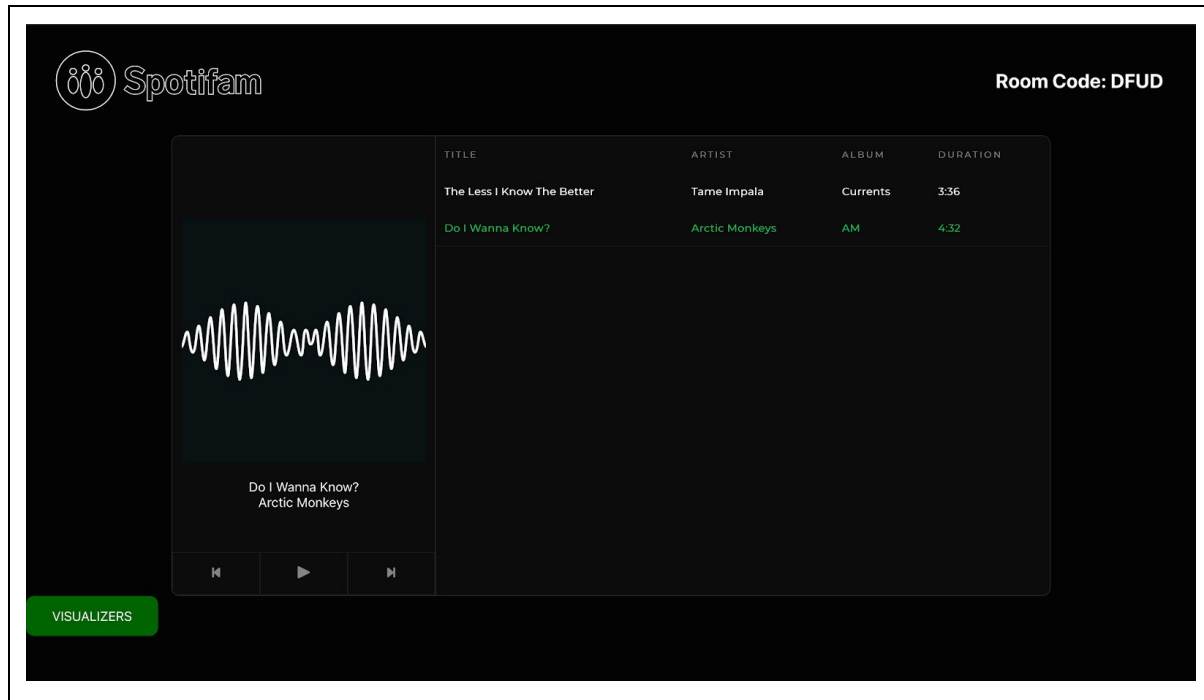 Spotifam
Room Code: DFUD
TITLE ARTIST ALBUM DURATION
The Less I Know The Better Tame Impala Currents 3:36
Do I Wanna Know? Arctic Monkeys AM 4:32
Do I Wanna Know?
Arctic Monkeys
VISUALIZERS